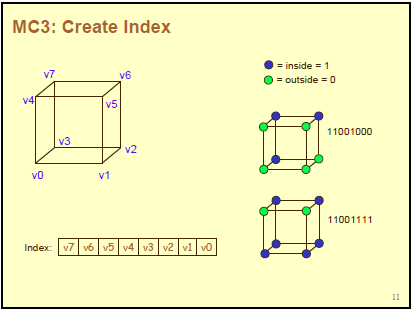 MC3: Create Index
v7
v6
v4
v5
v3
v2
v0
v1
= inside = 1
= outside = 0
11001000
11001111
Index: v7 v6 v5 v4 v3 v2 v1 v0
11